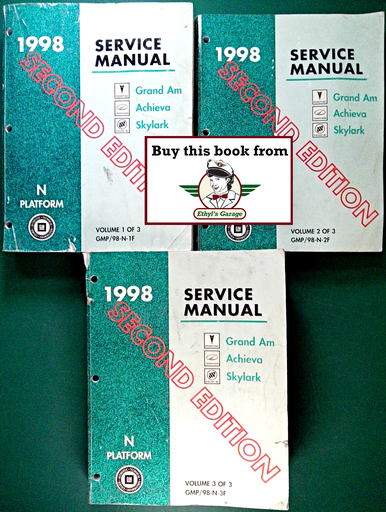 1998
SERVICE
MANUAL
Grand Am
Achieva
Skylark
SECOND EDITION
N
PLATFORM
VOLUME 1 OF 3
GMP/98-N-1F
1998
SERVICE
MANUAL
Grand Am
Achieva
Skylark
SECOND EDITION
VOLUME 2 OF 3
GMP/98-N-2F
Buy this book from
Ethyl's Garage
1998
SERVICE
MANUAL
Grand Am
Achieva
Skylark
SECOND EDITION
N
PLATFORM
VOLUME 3 OF 3
GMP/98-N-3F